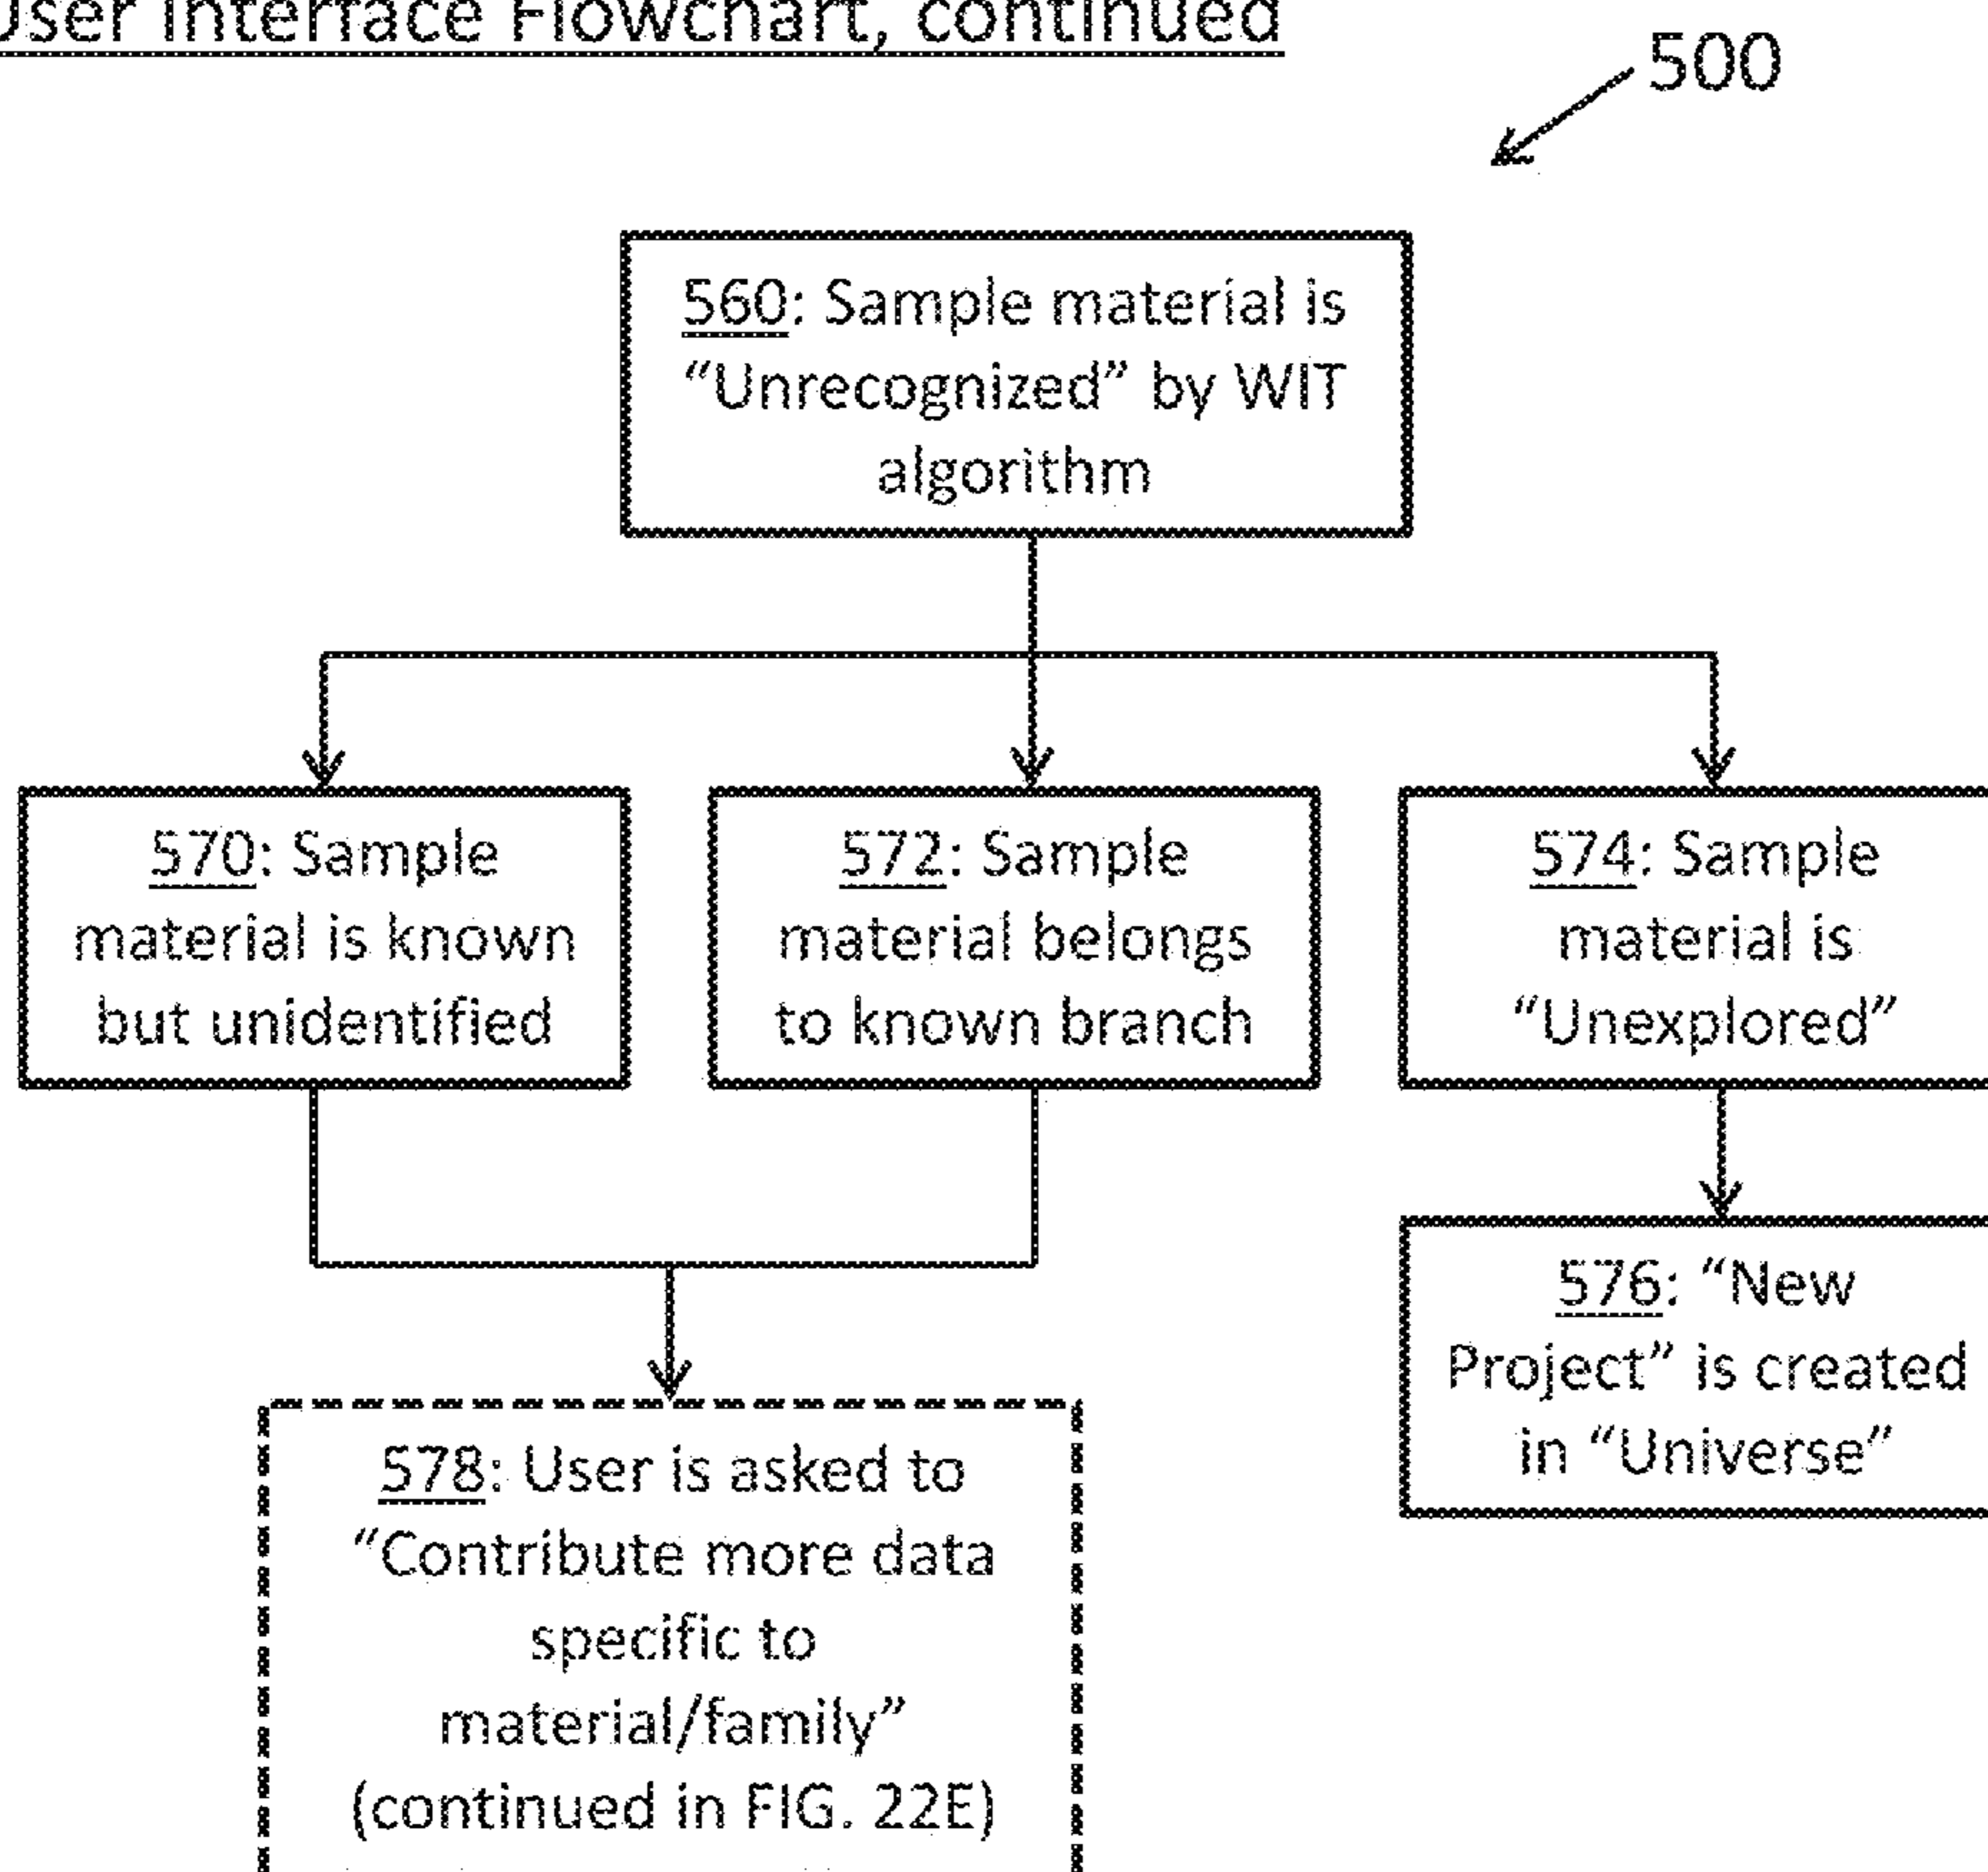 User Interface Flowchart, continued
500
560: Sample material is
“Unrecognized” by WIT
algorithm
570: Sample
material is known
but unidentified
572: Sample
material belongs
to known branch
574: Sample
material is
“Unexplored”
576: “New
Project” is created
in “Universe”
578: User is asked to
“Contribute more data
specific to
material/family”
(continued in FIG. 22E)